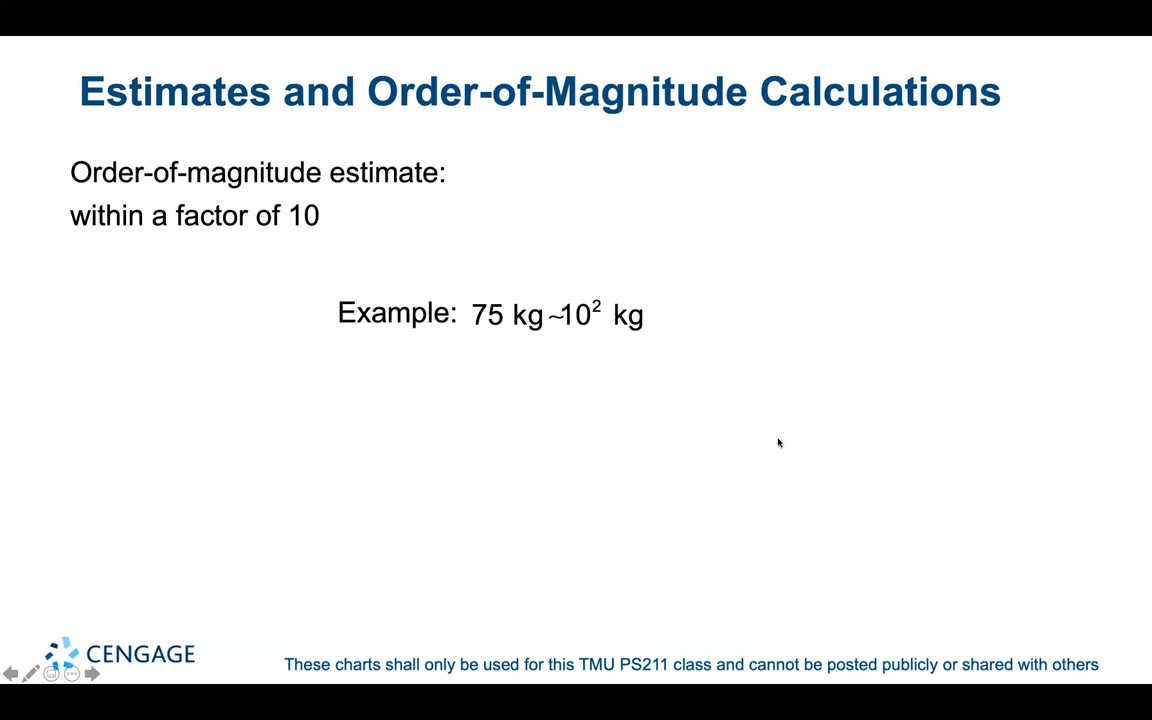 Estimates and Order-of-Magnitude Calculations
Order-of-magnitude estimate:
within a factor of 10
Example: 75 kg ~10² kg
CENGAGE
These charts shall only be used for this TMU PS211 class and cannot be posted publicly or shared with others